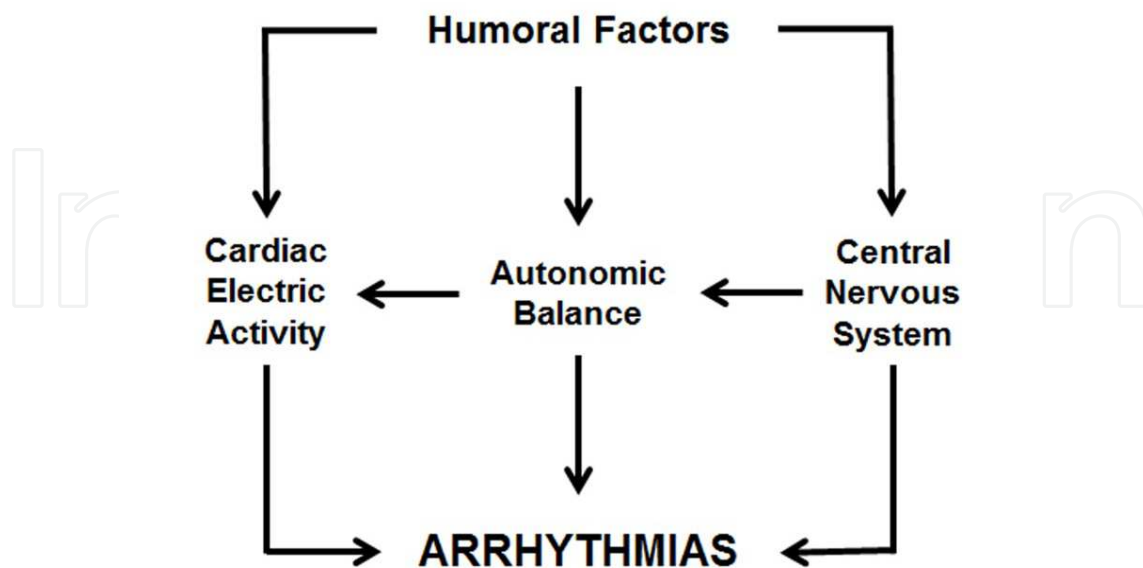 Humoral Factors
Cardiac
Electric
Activity
Autonomic
Balance
Central
Nervous
System
ARRHYTHMIAS